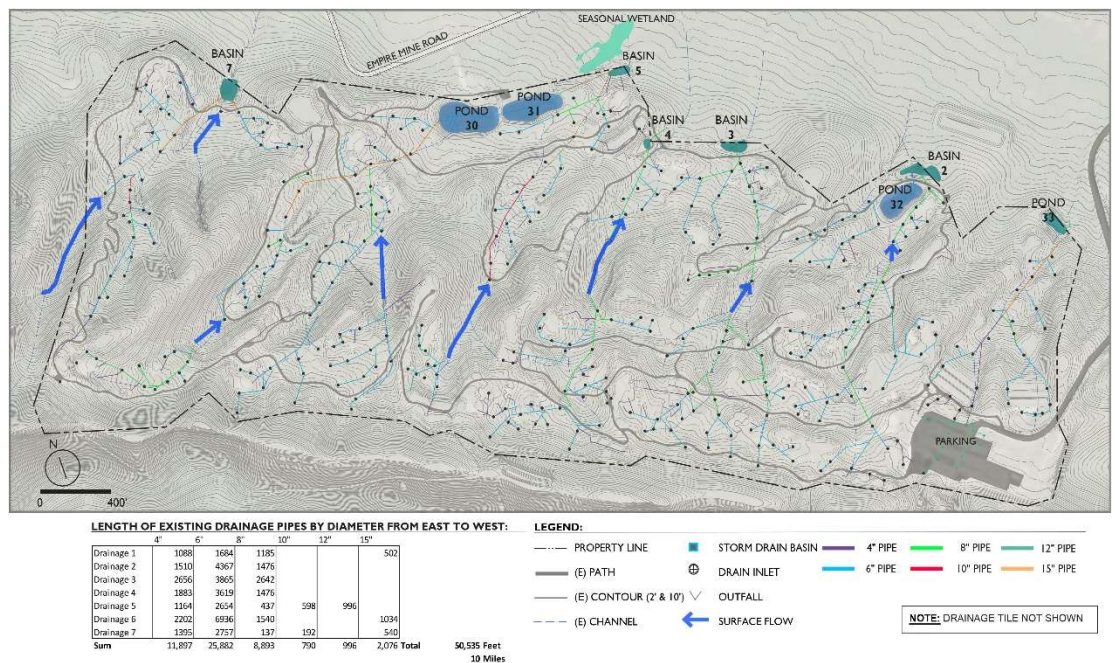 SEASONAL WETLAND
EMPIRE MINE ROAD
BASIN
7
BASIN
5
POND
30
POND
31
BASIN
4
BASIN
3
BASIN
2
POND
32
POND
33
PARKING
N
0 400'
LENGTH OF EXISTING DRAINAGE PIPES BY DIAMETER FROM EAST TO WEST:
4" 6" 8" 10" 12" 15"
Drainage 1 1088 1684 1185 502
Drainage 2 1510 4367 1476
Drainage 3 2656 3865 2642
Drainage 4 1883 3619 1476
Drainage 5 1164 2654 437 598 996
Drainage 6 2202 6936 1540 1034
Drainage 7 1395 2757 137 192 540
Sum 11,897 25,882 8,893 790 996 2,076 Total 50,535 Feet
10 Miles
LEGEND:
PROPERTY LINE STORM DRAIN BASIN 4" PIPE 8" PIPE 12" PIPE
(E) PATH DRAIN INLET 6" PIPE 10" PIPE 15" PIPE
(E) CONTOUR (2' & 10') OUTFALL
(E) CHANNEL SURFACE FLOW
NOTE: DRAINAGE TILE NOT SHOWN